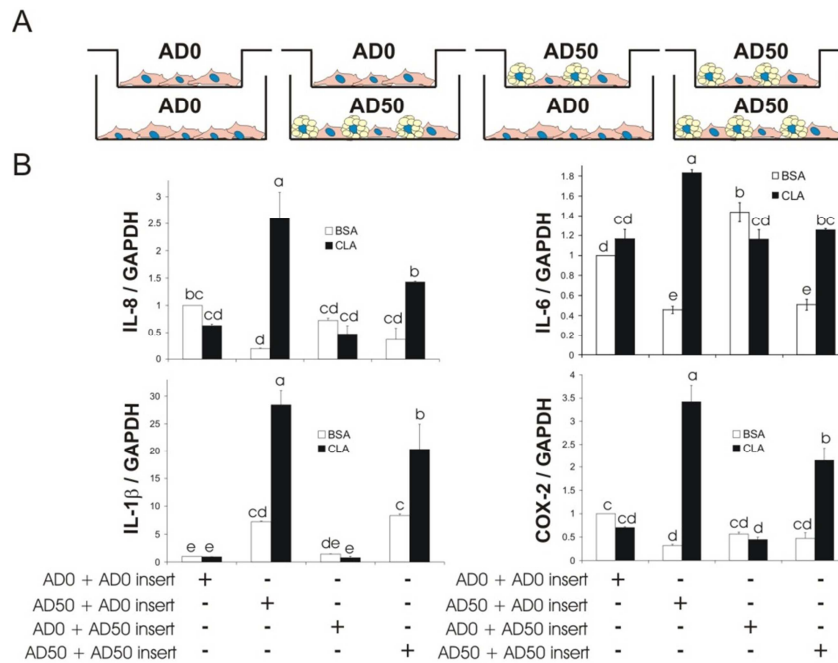 A
AD0 AD0 AD50 AD50
AD0 AD50 AD0 AD50
B
IL-8 / GAPDH
3
2.5
2
1.5
1
0.5
0
bc cd d a cd cd cd b
BSA
CLA
IL-6 / GAPDH
1.8
1.6
1.4
1.2
1
0.8
0.6
0.4
0.2
0
d cd e a b cd e bc
BSA
CLA
IL-1β / GAPDH
30
25
20
15
10
5
0
e e cd a de e c b
BSA
CLA
COX-2 / GAPDH
4
3.5
3
2.5
2
1.5
1
0.5
0
c cd d a cd d cd b
BSA
CLA
AD0 + AD0 insert + - - -
AD50 + AD0 insert - + - -
AD0 + AD50 insert - - + -
AD50 + AD50 insert - - - +
AD0 + AD0 insert + - - -
AD50 + AD0 insert - + - -
AD0 + AD50 insert - - + -
AD50 + AD50 insert - - - +